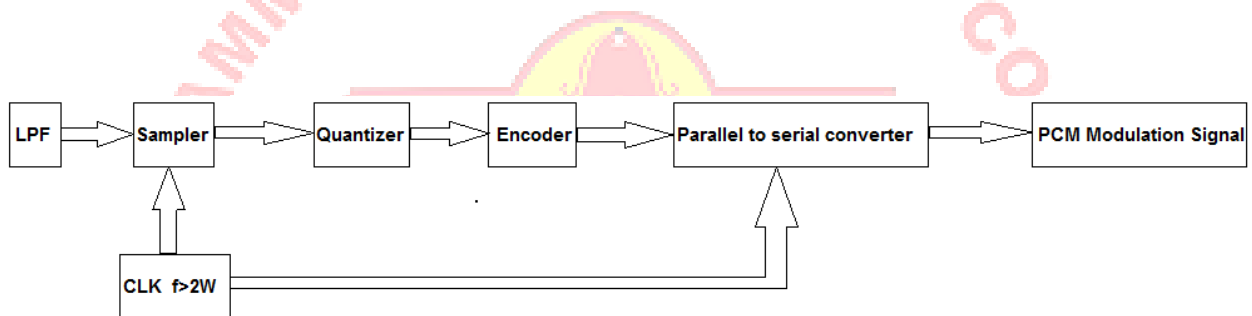 LPF
Sampler
Quantizer
Encoder
Parallel to serial converter
PCM Modulation Signal
CLK f>2W